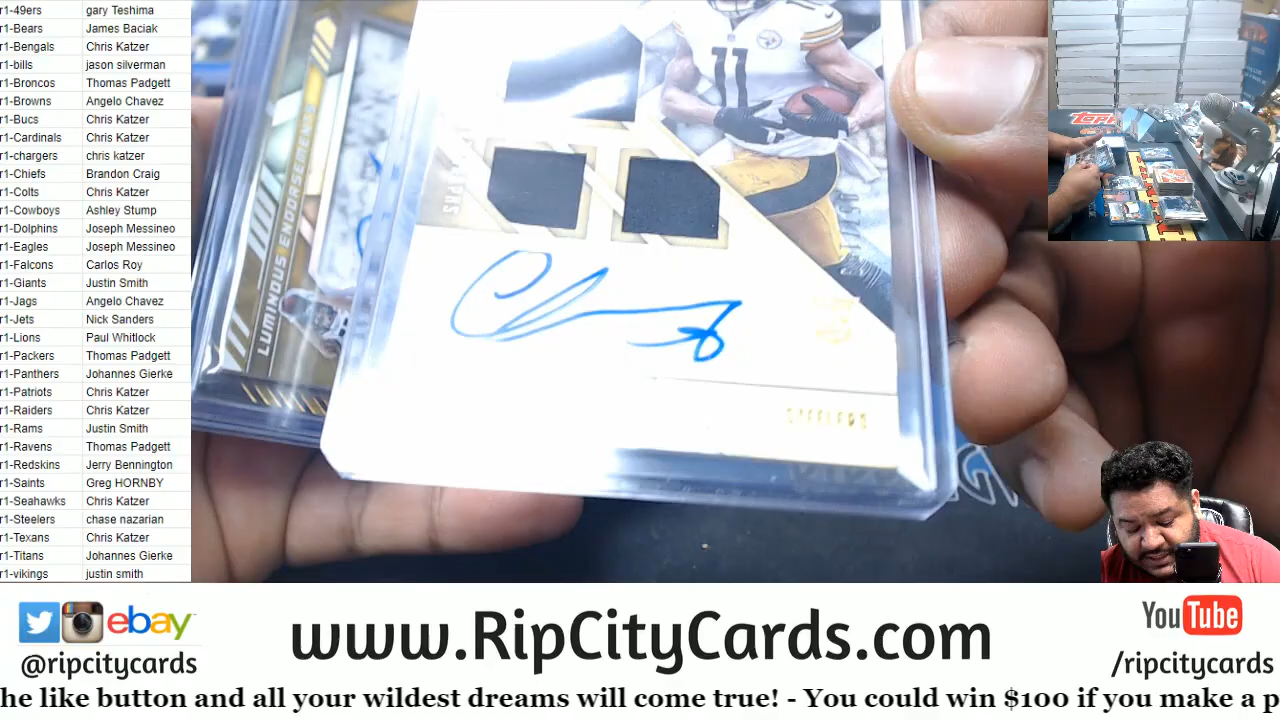 r1-49ers gary Teshima
r1-Bears James Baciak
r1-Bengals Chris Katzer
r1-bills jason silverman
r1-Broncos Thomas Padgett
r1-Browns Angelo Chavez
r1-Bucs Chris Katzer
r1-Cardinals Chris Katzer
r1-chargers chris katzer
r1-Chiefs Brandon Craig
r1-Colts Chris Katzer
r1-Cowboys Ashley Stump
r1-Dolphins Joseph Messineo
r1-Eagles Joseph Messineo
r1-Falcons Carlos Roy
r1-Giants Justin Smith
r1-Jags Angelo Chavez
r1-Jets Nick Sanders
r1-Lions Paul Whitlock
r1-Packers Thomas Padgett
r1-Panthers Johannes Gierke
r1-Patriots Chris Katzer
r1-Raiders Chris Katzer
r1-Rams Justin Smith
r1-Ravens Thomas Padgett
r1-Redskins Jerry Bennington
r1-Saints Greg HORNBY
r1-Seahawks Chris Katzer
r1-Steelers chase nazarian
r1-Texans Chris Katzer
r1-Titans Johannes Gierke
r1-vikings justin smith
LUMINOUS ENDORSEMENTS
11
STEELERS
TOPPS
ebay
@ripcitycards
www.RipCityCards.com
YouTube
/ripcitycards
he like button and all your wildest dreams will come true! - You could win $100 if you make a p